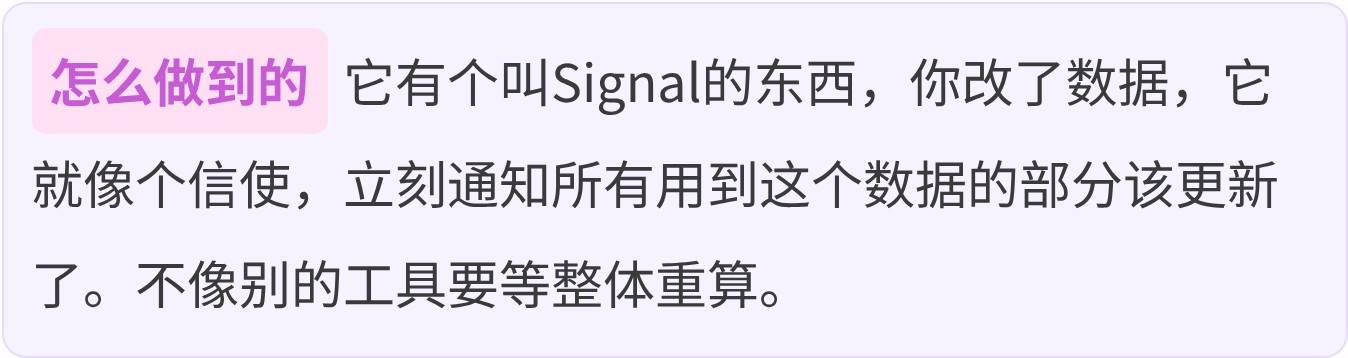 怎么做到的 它有个叫Signal的东西，你改了数据，它
就像个信使，立刻通知所有用到这个数据的部分该更新
了。不像别的工具要等整体重算。